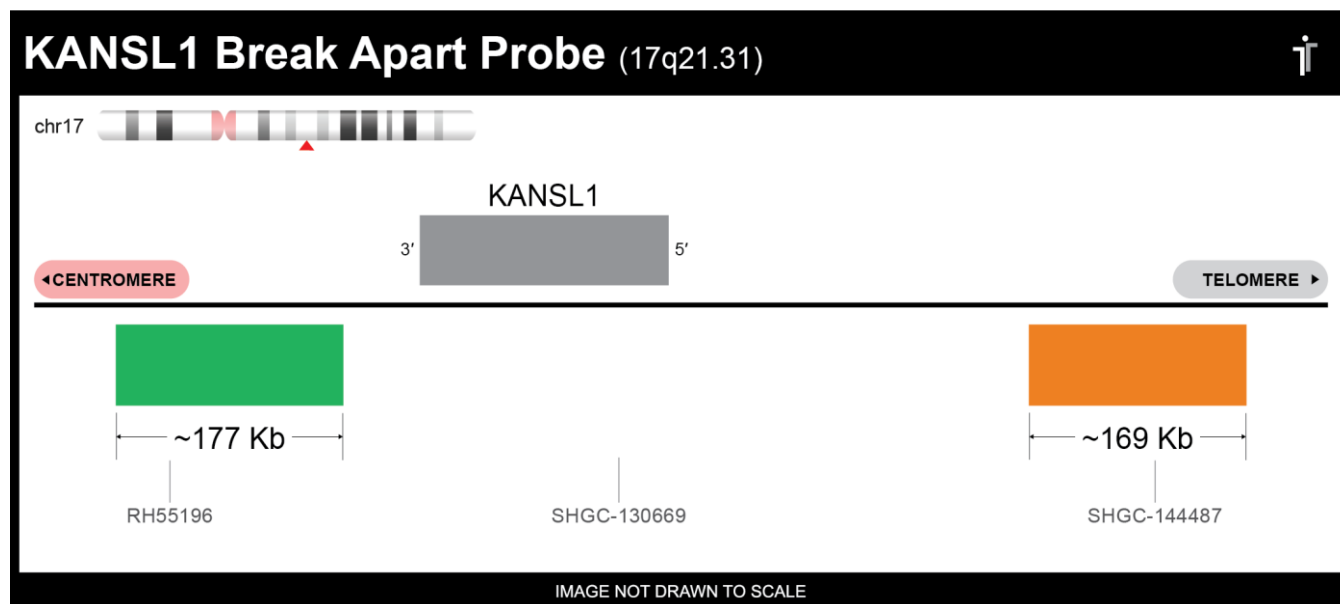 KANSL1 Break Apart Probe (17q21.31)
chr17
KANSL1
3′ 5′
◂CENTROMERE TELOMERE ▸
~177 Kb ~169 Kb
RH55196 SHGC-130669 SHGC-144487
IMAGE NOT DRAWN TO SCALE